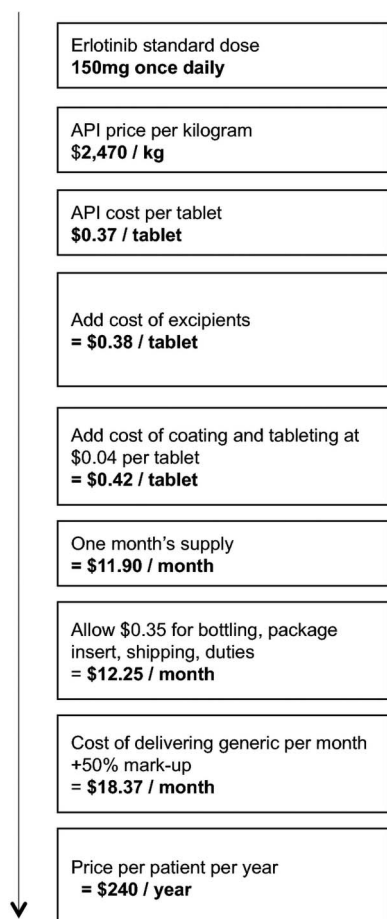 Erlotinib standard dose
150mg once daily
API price per kilogram
$2,470 / kg
API cost per tablet
$0.37 / tablet
Add cost of excipients
= $0.38 / tablet
Add cost of coating and tableting at
$0.04 per tablet
= $0.42 / tablet
One month's supply
= $11.90 / month
Allow $0.35 for bottling, package
insert, shipping, duties
= $12.25 / month
Cost of delivering generic per month
+50% mark-up
= $18.37 / month
Price per patient per year
= $240 / year